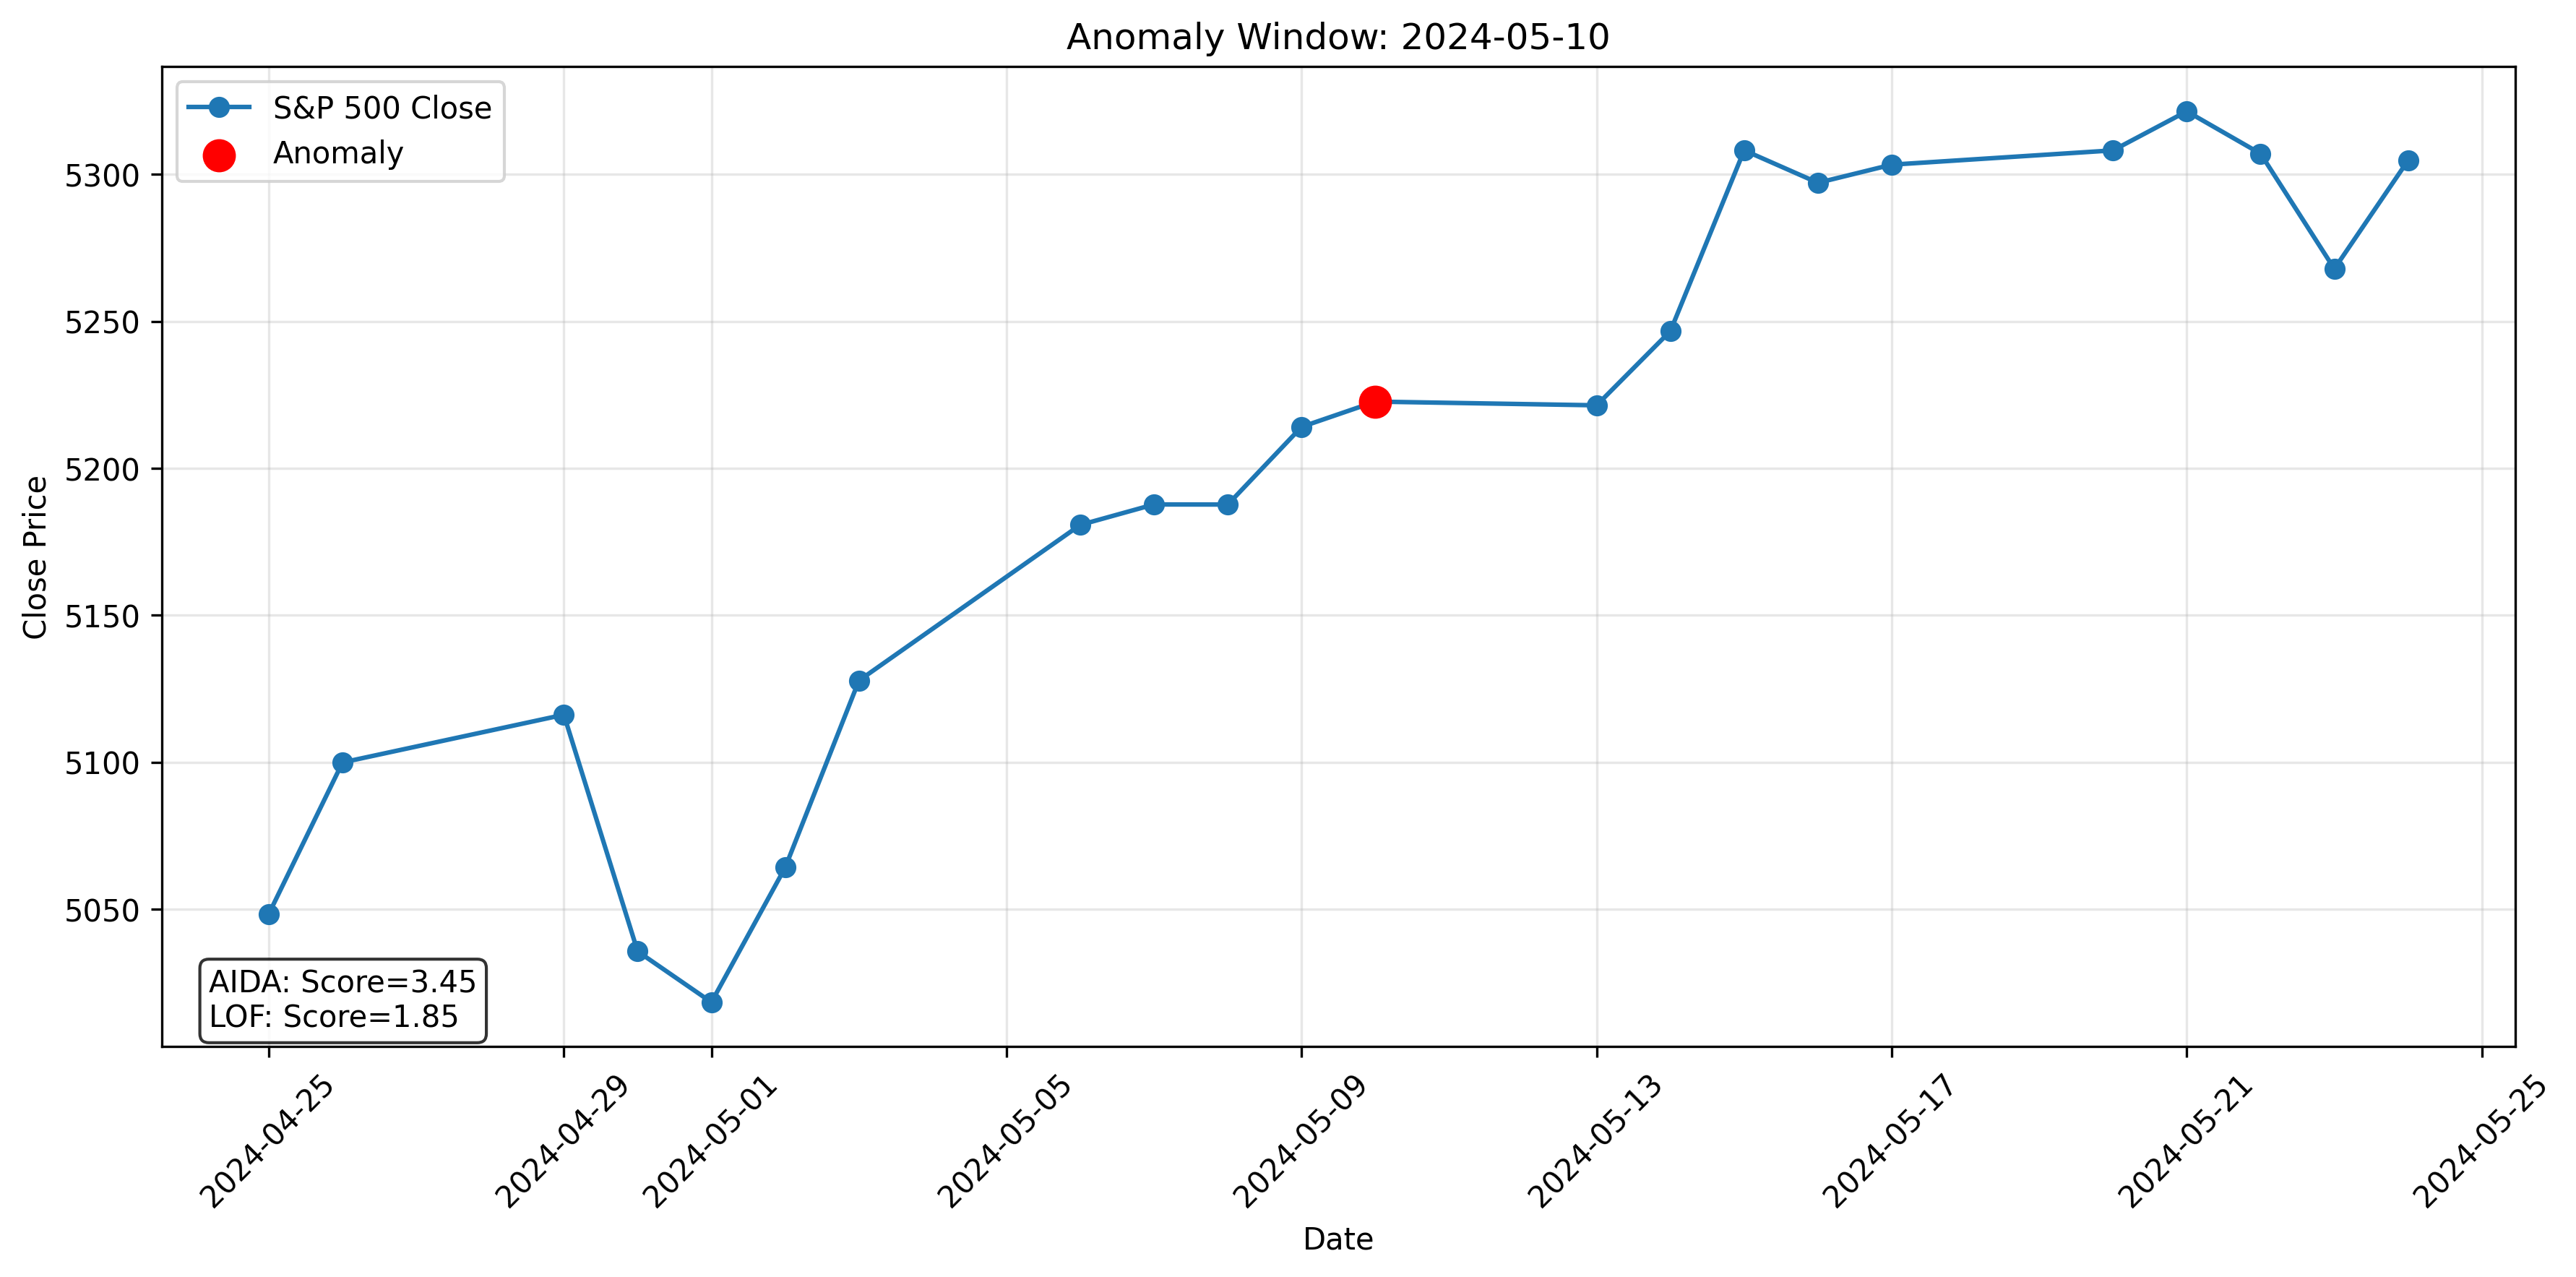 Anomaly Window: 2024-05-10
S&P 500 Close
Anomaly
Close Price
5300
5250
5200
5150
5100
5050
AIDA: Score=3.45
LOF: Score=1.85
2024-04-25
2024-04-29
2024-05-01
2024-05-05
2024-05-09
2024-05-13
2024-05-17
2024-05-21
2024-05-25
Date